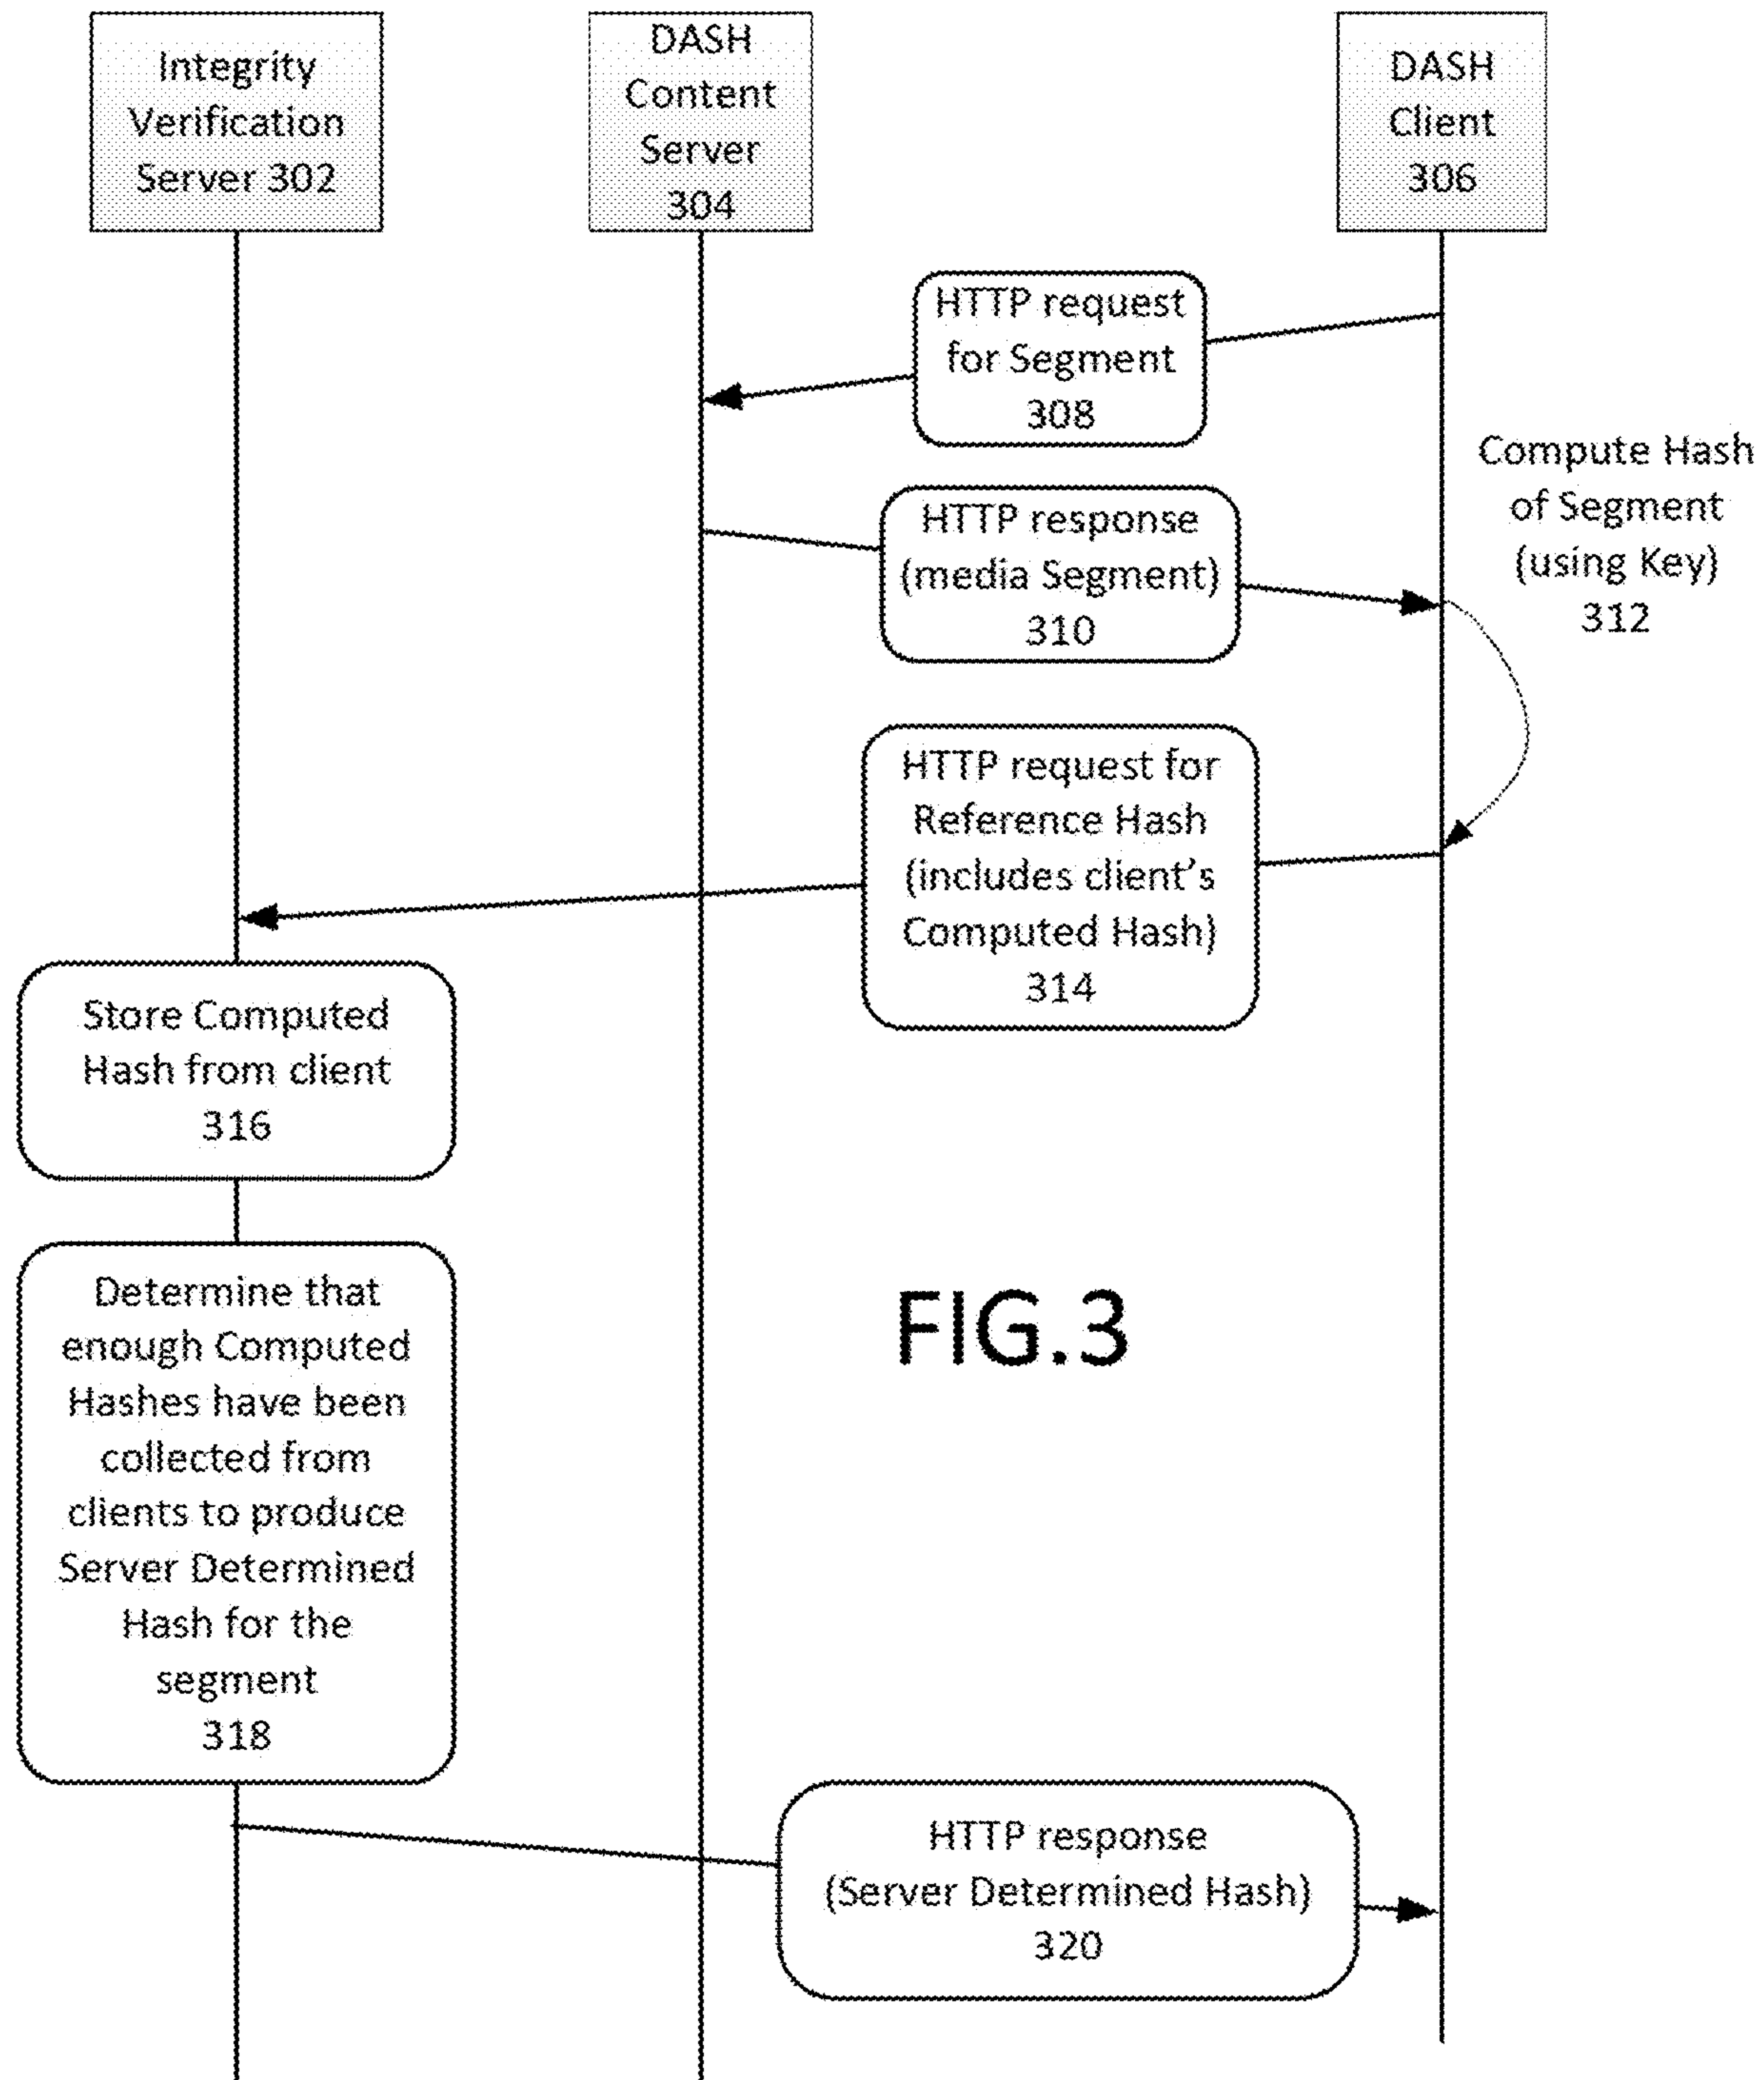 Integrity
Verification
Server 302
DASH
Content
Server
304
DASH
Client
306
HTTP request
for Segment
308
Compute Hash
of Segment
(using Key)
312
HTTP response
(media Segment)
310
HTTP request for
Reference Hash
(includes client's
Computed Hash)
314
Store Computed
Hash from client
316
Determine that
enough Computed
Hashes have been
collected from
clients to produce
Server Determined
Hash for the
segment
318
FIG.3
HTTP response
(Server Determined Hash)
320